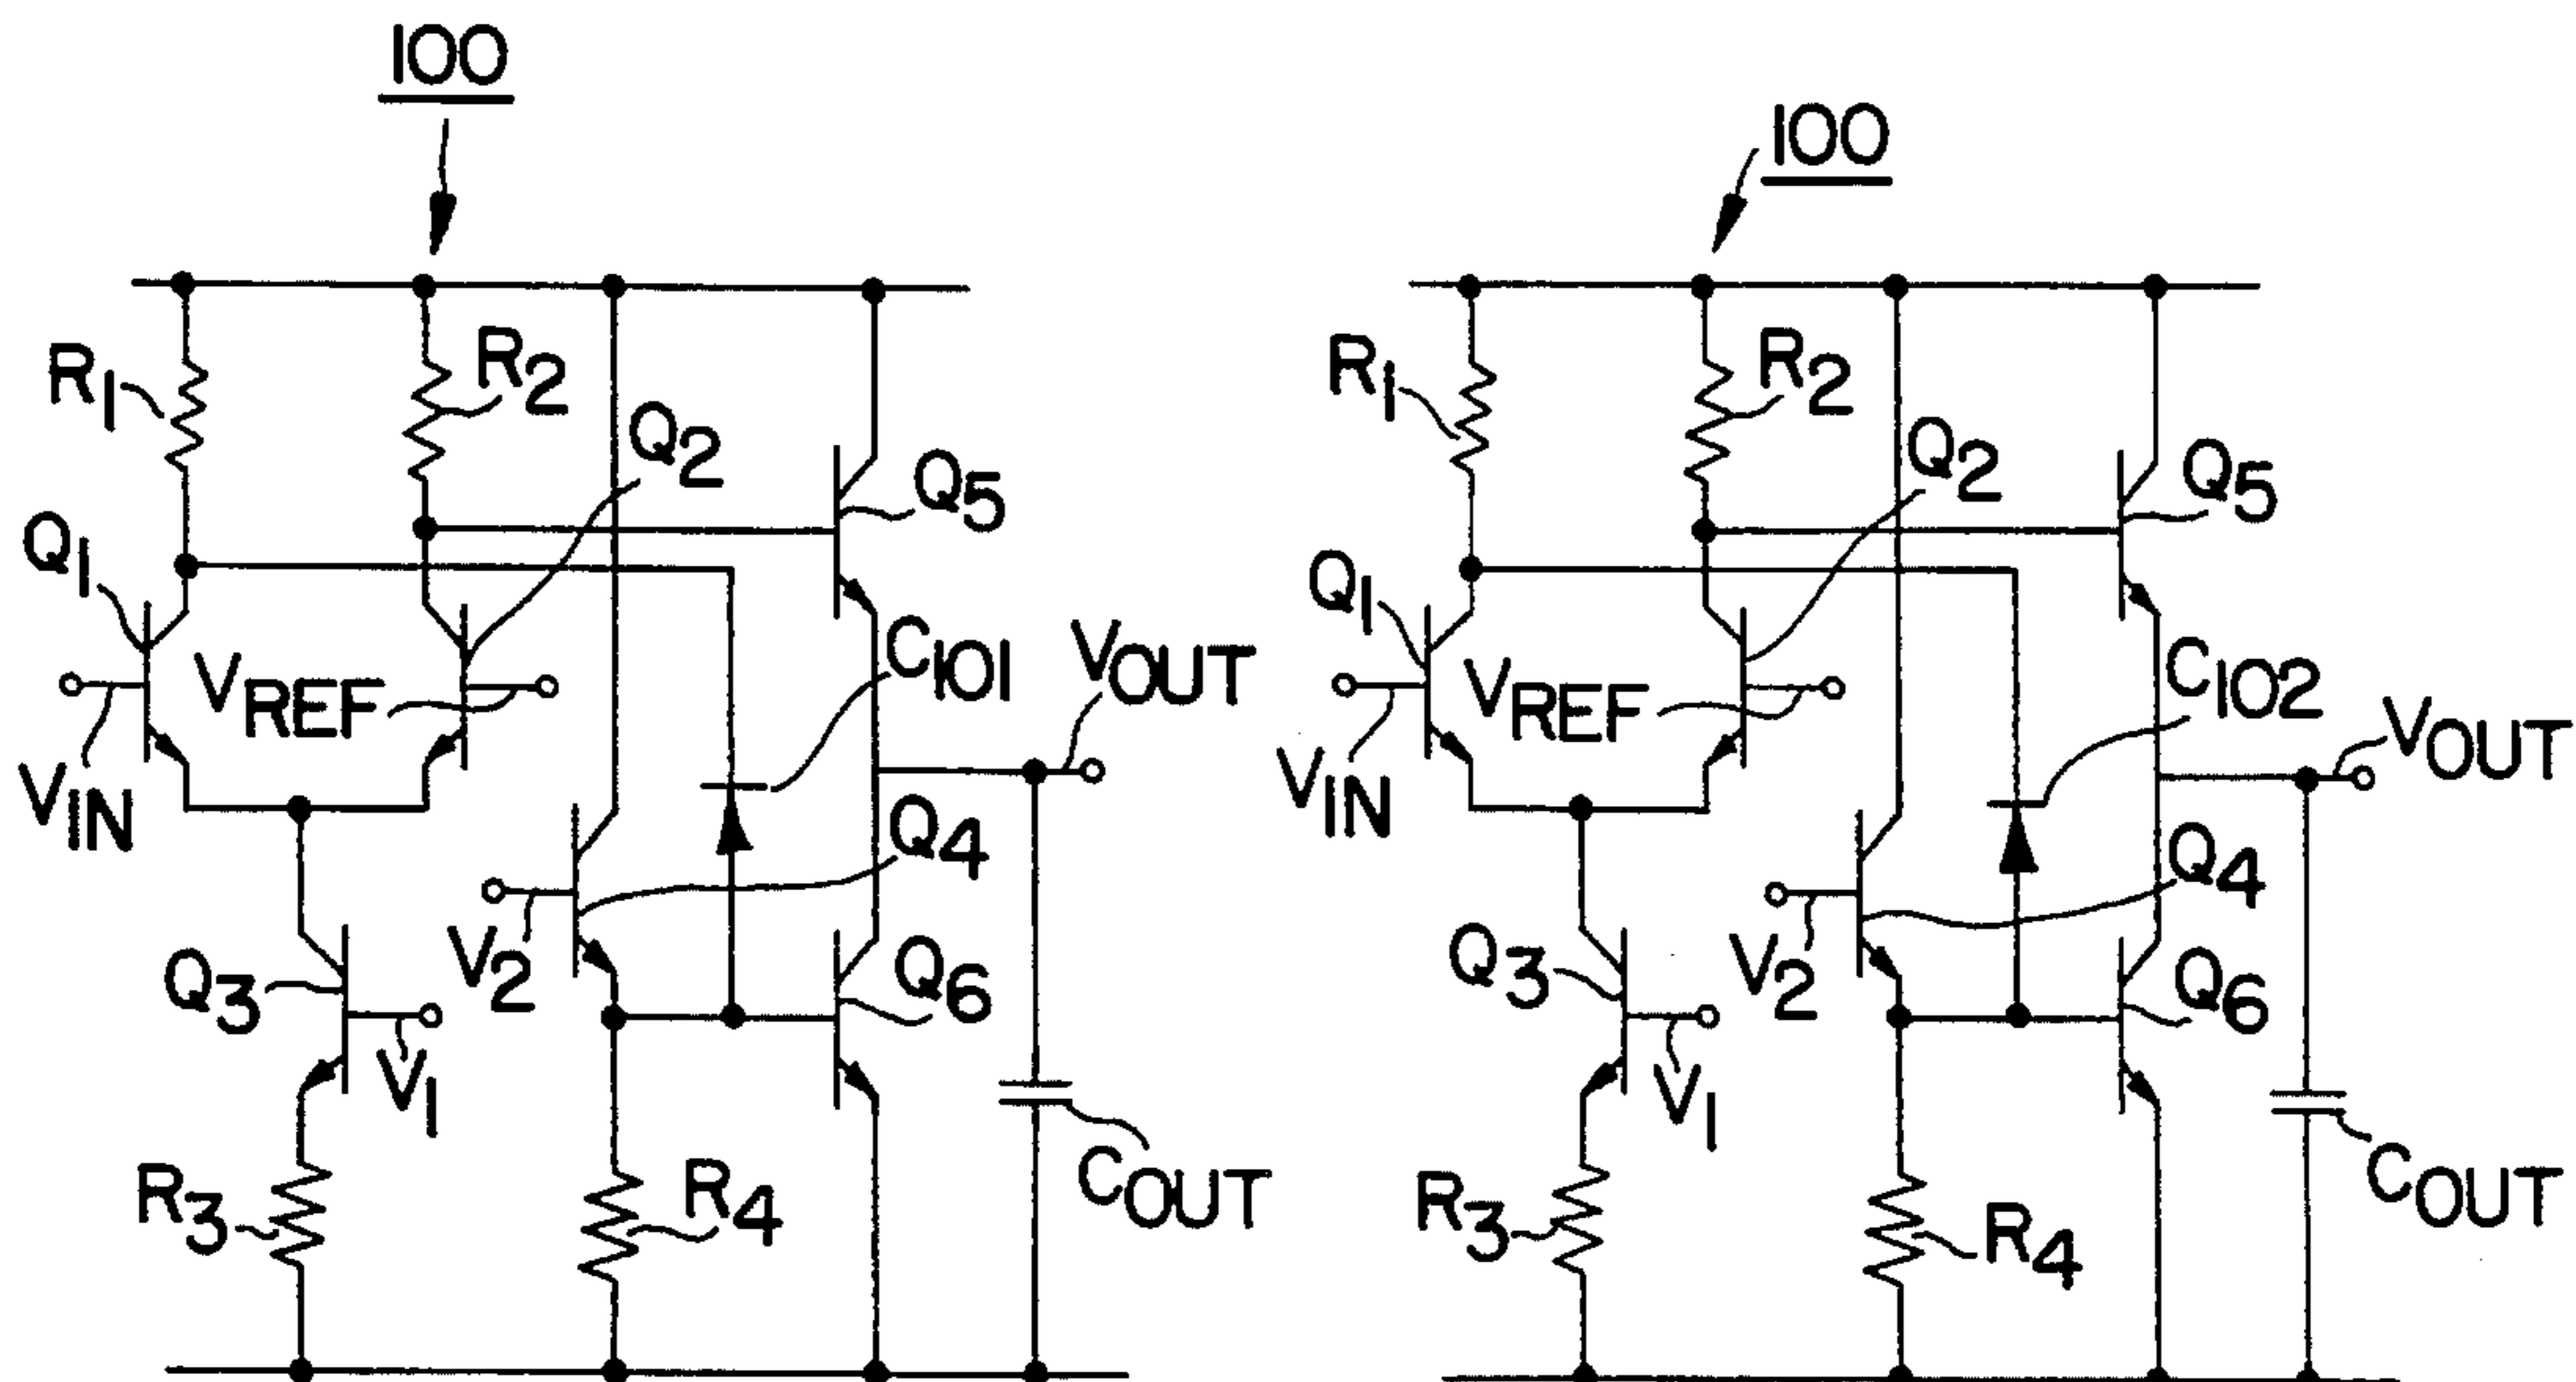 100
R1
R2
Q2
Q5
Q1
VREF
C101
VOUT
VIN
Q4
V2
Q3
Q6
V1
R3
R4
COUT
100
R1
R2
Q2
Q5
Q1
VREF
C102
VOUT
VIN
Q4
V2
Q3
Q6
V1
R3
R4
COUT